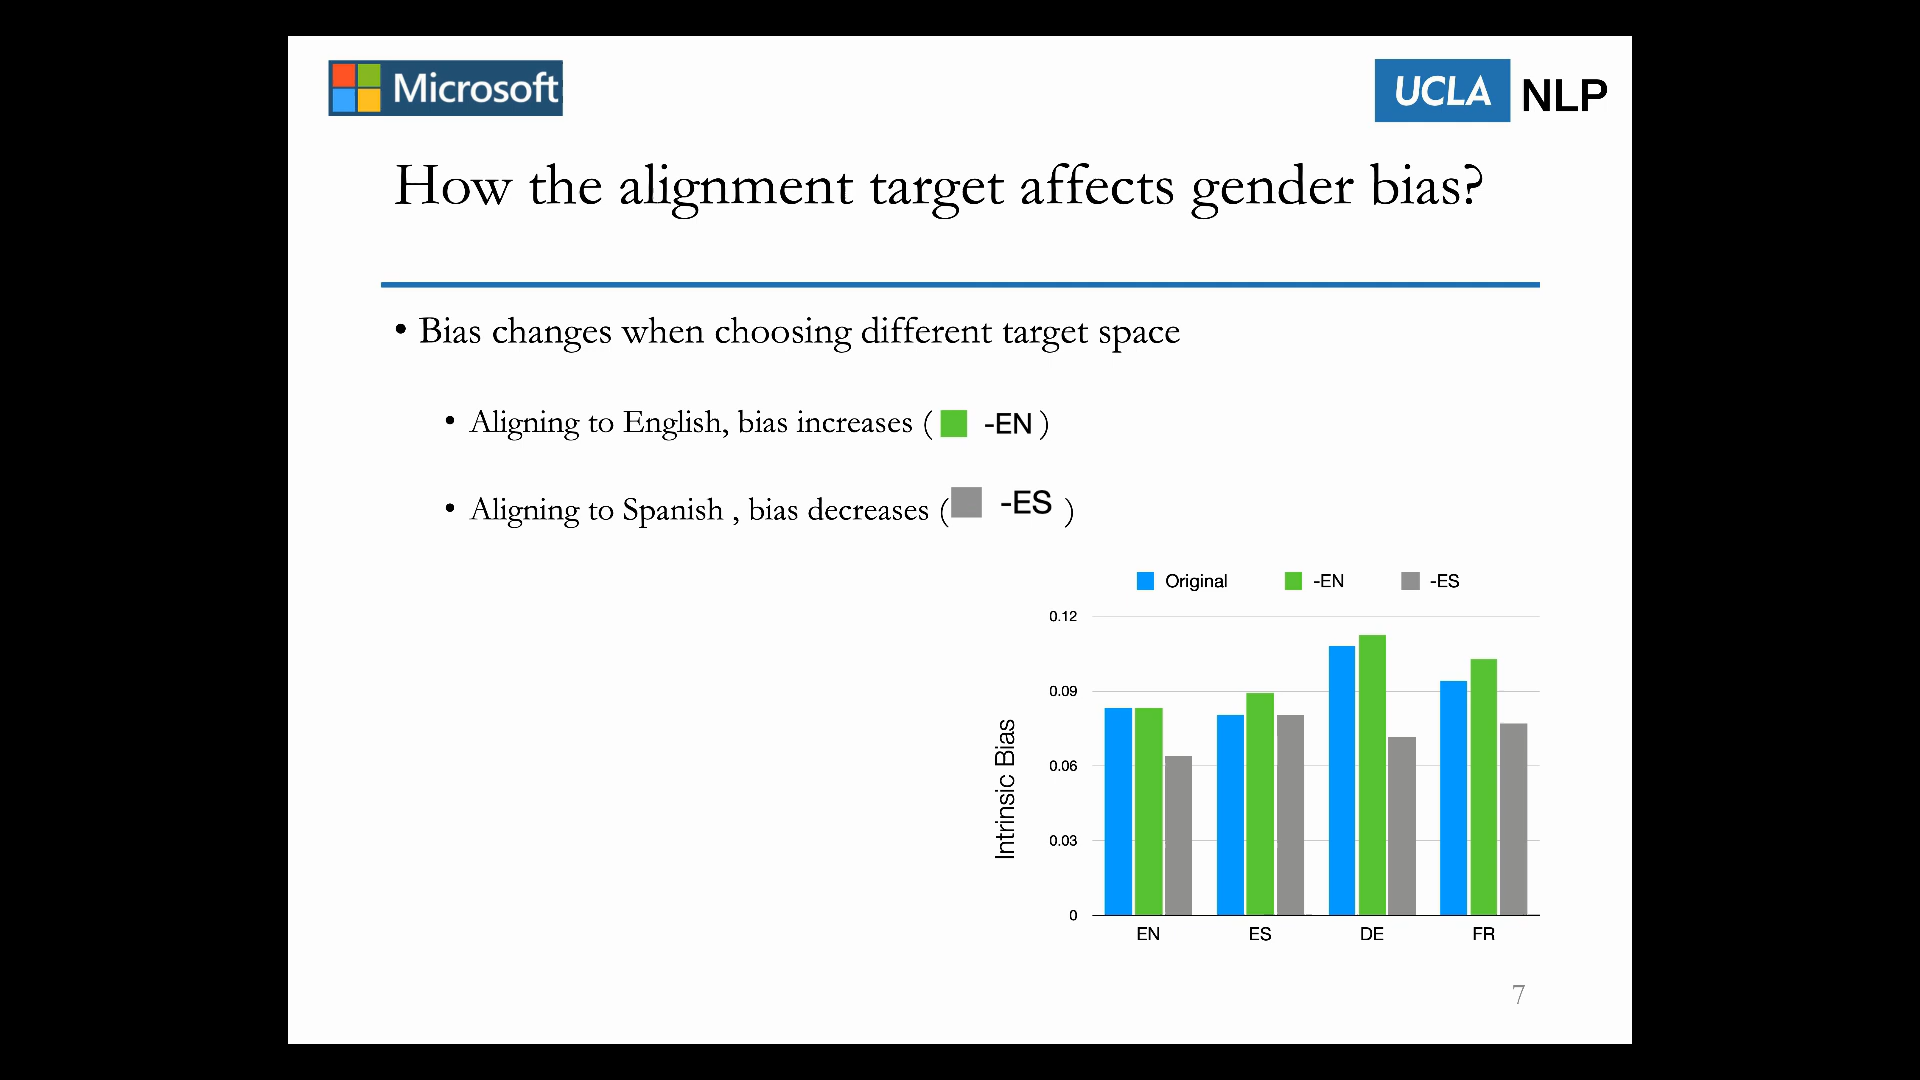 Microsoft
UCLA NLP
How the alignment target affects gender bias?
• Bias changes when choosing different target space
• Aligning to English, bias increases ( -EN )
• Aligning to Spanish , bias decreases ( -ES )
Original -EN -ES
0.12
0.09
0.06
0.03
0
Intrinsic Bias
EN ES DE FR
7